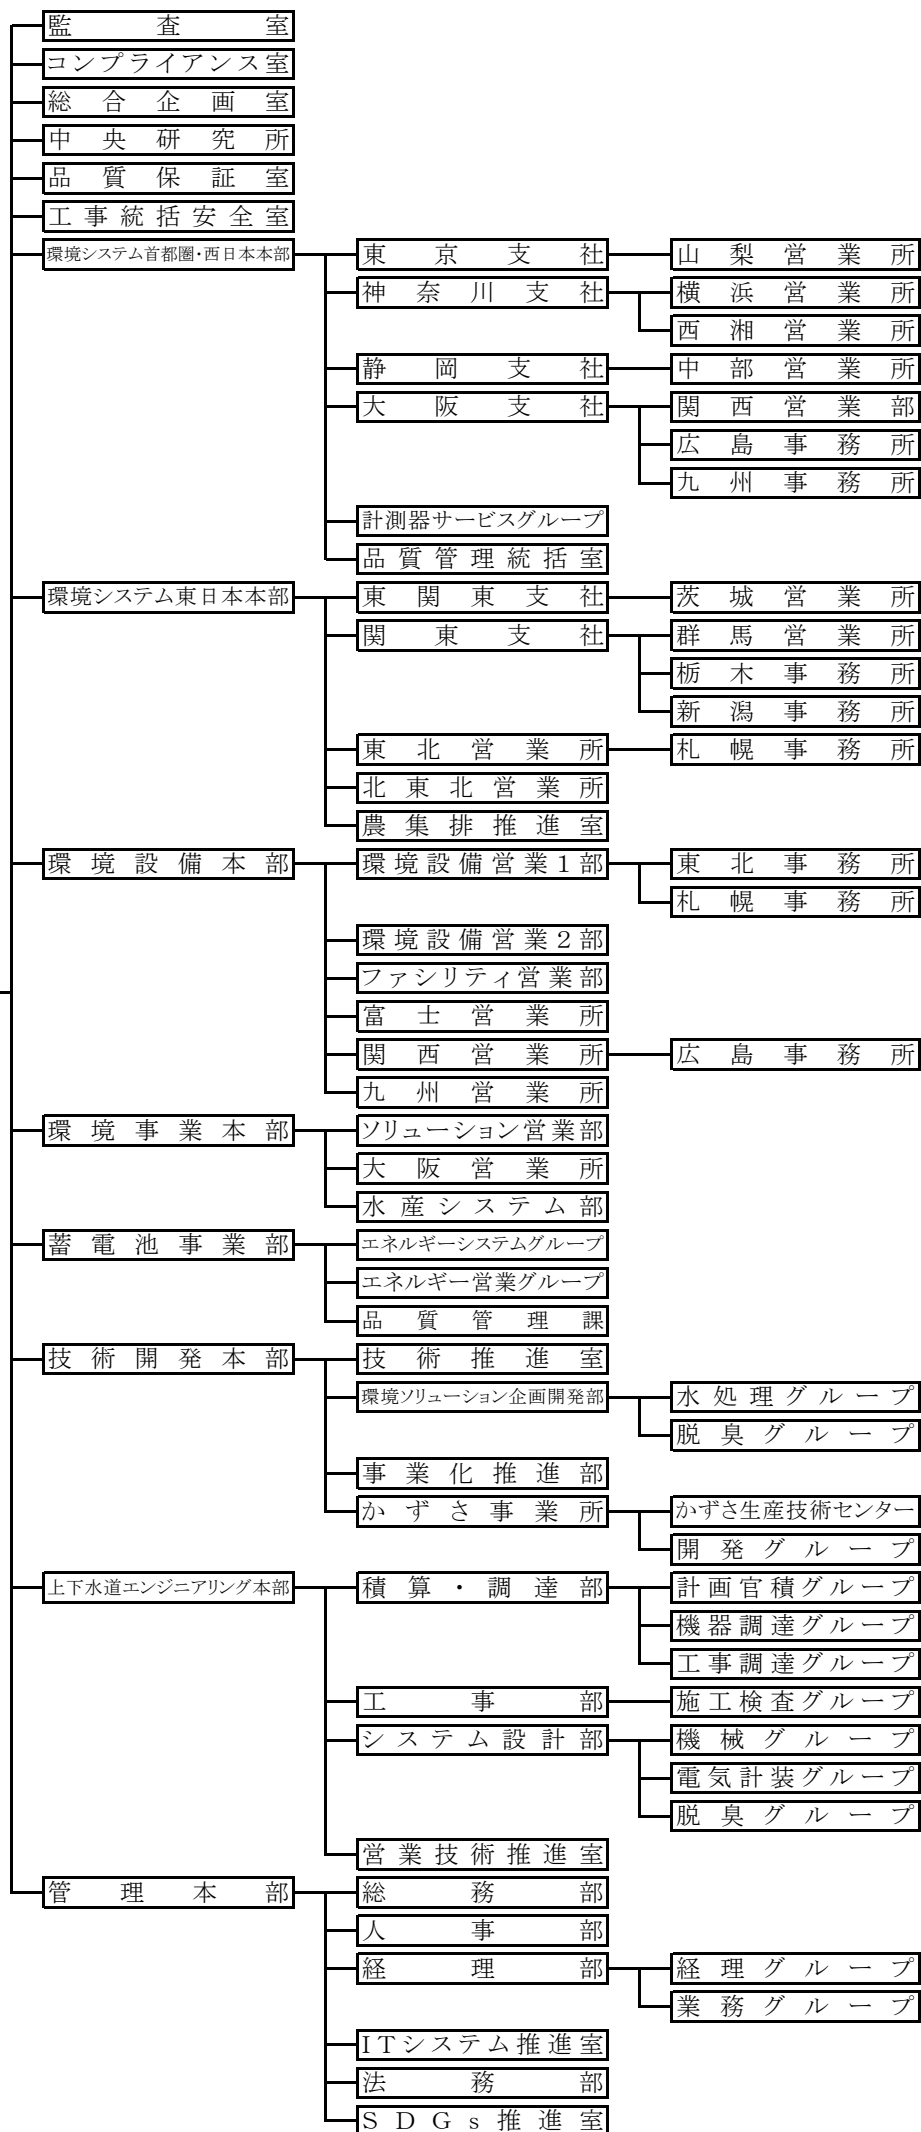 監査室
コンプライアンス室
総合企画室
中央研究所
品質保証室
工事統括安全室
環境システム首都圏・西日本本部 東京支社 山梨営業所
神奈川支社 横浜営業所
西湘営業所
静岡支社 中部営業所
大阪支社 関西営業部
広島事務所
九州事務所
計測器サービスグループ
品質管理統括室
環境システム東日本本部 東関東支社 茨城営業所
関東支社 群馬営業所
栃木事務所
新潟事務所
東北営業所 札幌事務所
北東北営業所
農集排推進室
環境設備本部 環境設備営業1部 東北事務所
札幌事務所
環境設備営業2部
ファシリティ営業部
富士営業所
関西営業所 広島事務所
九州営業所
環境事業本部 ソリューション営業部
大阪営業所
水産システム部
蓄電池事業部 エネルギーシステムグループ
エネルギー営業グループ
品質管理課
技術開発本部 技術推進室
環境ソリューション企画開発部 水処理グループ
脱臭グループ
事業化推進部
かずさ事業所 かずさ生産技術センター
開発グループ
上下水道エンジニアリング本部 積算・調達部 計画官積グループ
機器調達グループ
工事調達グループ
工事部 施工検査グループ
システム設計部 機械グループ
電気計装グループ
脱臭グループ
営業技術推進室
管理本部 総務部
人事部
経理部 経理グループ
業務グループ
ITシステム推進室
法務部
SDGs推進室